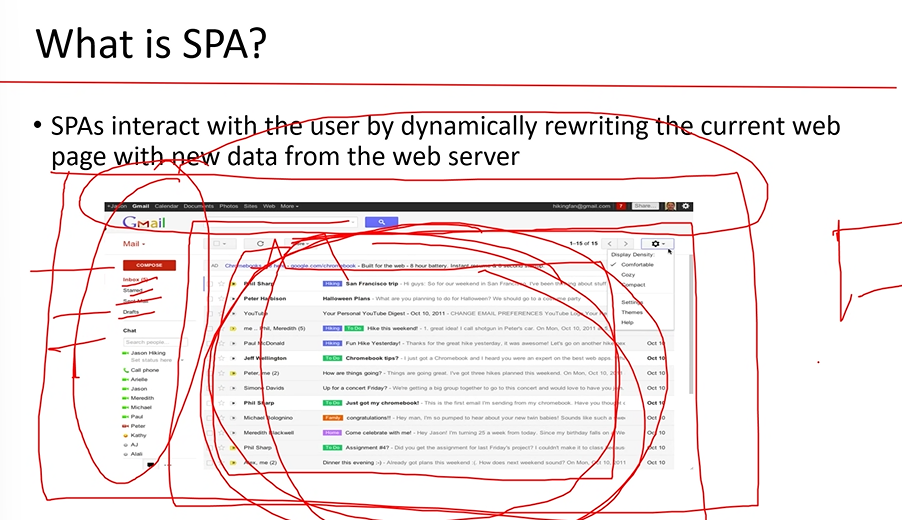 What is SPA?
• SPAs interact with the user by dynamically rewriting the current web
page with new data from the web server
+Jason Gmail Calendar Documents Photos Sites Web More
hikingfan@gmail.com 7 Share...
Gmail
Mail
1–15 of 15
COMPOSE
Inbox (5)
Starred
Sent Mail
Drafts
Chat
Search people...
Jason Hiking
Set status here
Call phone
Arielle
Jason
Meredith
Michael
Paul
Peter
Kathy
AJ
Alali
Display Density:
Comfortable
Cozy
Compact
Settings
Themes
Help
AD Chromebooks - google.com/chromebook - Built for the web - 8 hour battery. Instant
Phil Sharp Hiking San Francisco trip - Hi guys: So for our weekend in San Francisco, I've been thinking about stuff
Peter Harbison Halloween Plans - What are you planning to do for Halloween? We should go to a costume party
YouTube Your Personal YouTube Digest - Oct 10, 2011 - CHANGE EMAIL PREFERENCES YouTube
me .. Phil, Meredith (5) Hiking To Do Hike this weekend! - 1. great idea! I call shotgun in Peter's car. On Mon, Oct 10, 2011
Paul McDonald Hiking Fun Hike Yesterday! - Thanks for the great hike yesterday, it was awesome! Let's go on another hike Oct 10
Jeff Wellington To Do Chromebook tips? - I just got a Chromebook and I heard you were an expert on the best web apps. Oct 10
Peter, me (2) How are things going? - Things are going great. I've got three hikes planned this weekend. On Mon, Oct 10, 2011 Oct 10
Simone Davids Up for a concert Friday? - We're getting a big group together to go to this concert and would love to have you Oct 10
Phil Sharp To Do Just got my chromebook! - This is the first email I'm sending from my chromebook. Have you thought Oct 10
Michael Bolognino Family congratulations!! - Hey man, I'm so pumped to hear about your new twin babies! Sounds like such a Oct 10
Meredith Blackwell Home Come celebrate with me! - Hey Jason! I'm turning 25 a week from today. Since my birthday falls on a Oct 10
Phil Sharp To Do Assignment #4? - Did you get the assignment for last Friday's project? I couldn't make it to class Oct 10
Alex, me (2) Dinner this evening :-) - Already got plans this weekend :(. How does next weekend sound? On Mon, Oct 10, 2011 Oct 10